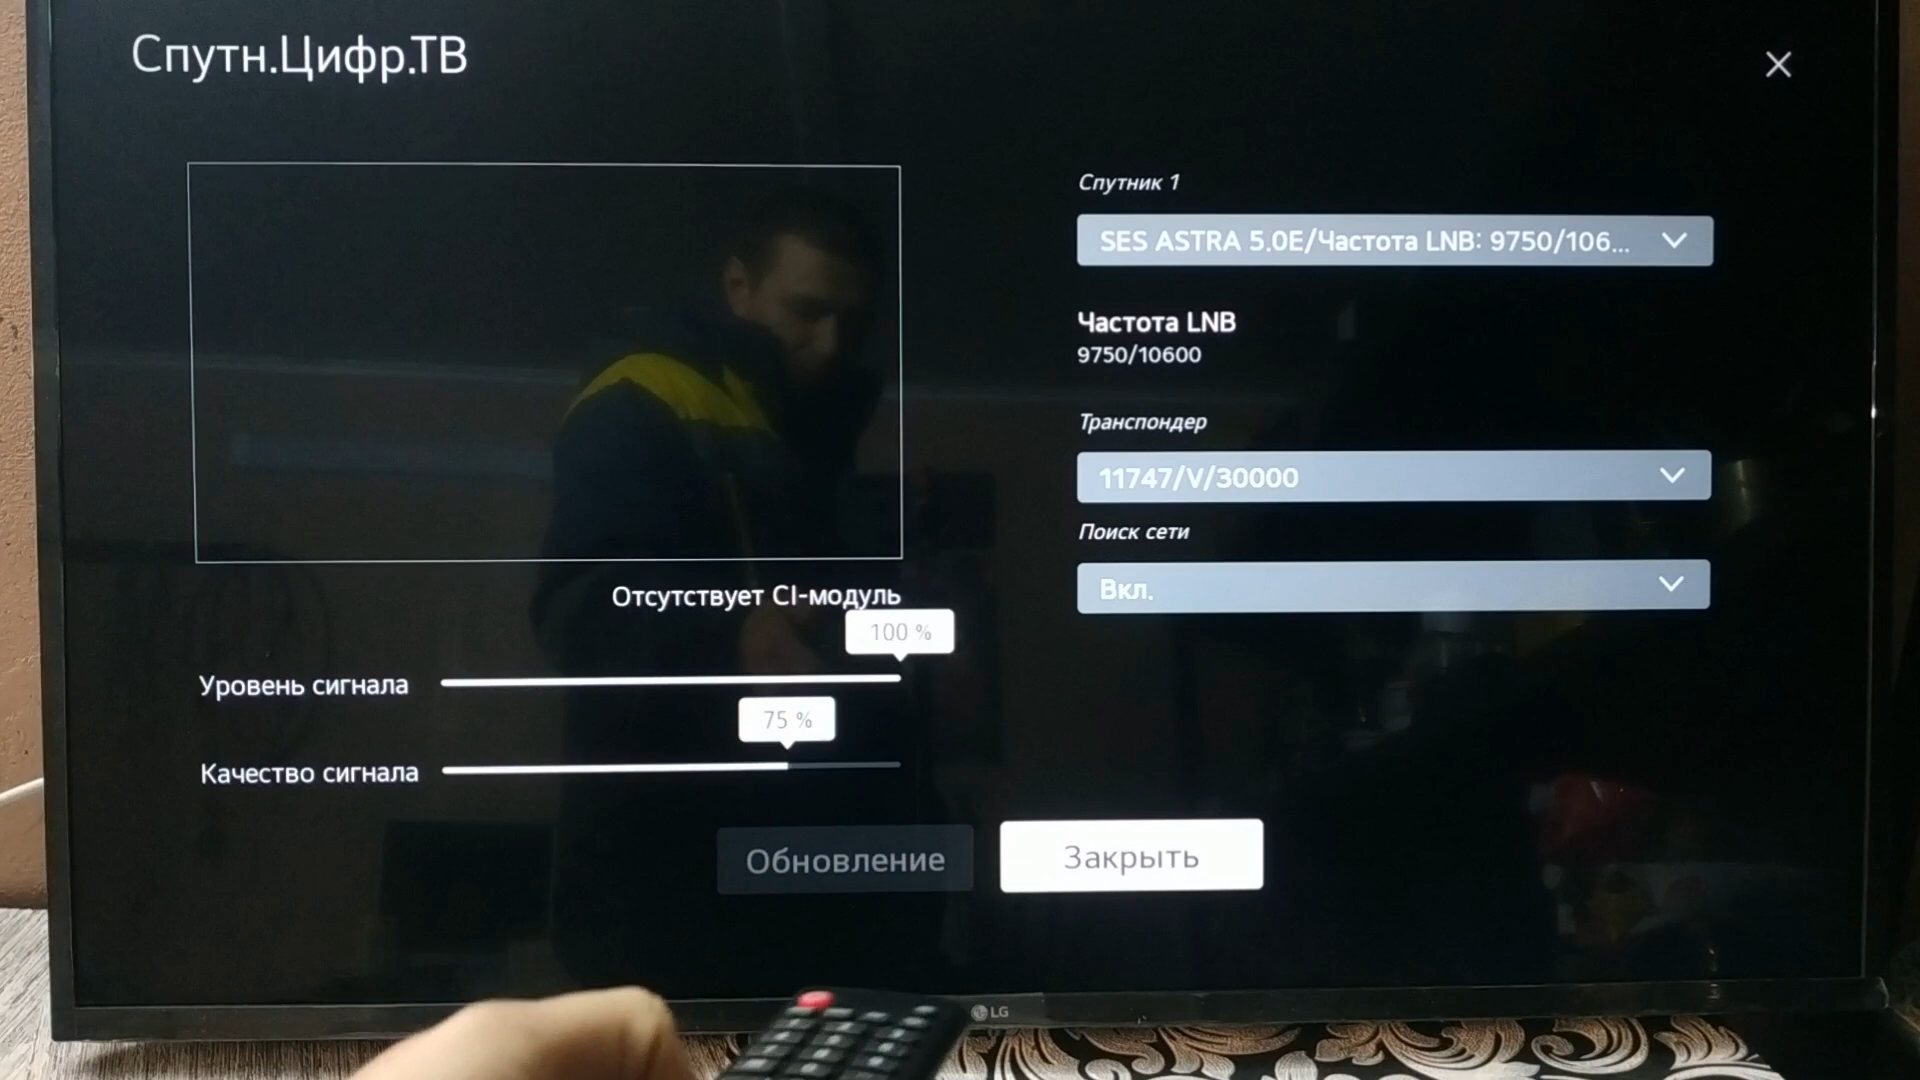 Спутн.Цифр.ТВ
Спутник 1
SES ASTRA 5.0E/Частота LNB: 9750/106...
Частота LNB
9750/10600
Транспондер
11747/V/30000
Поиск сети
Вкл.
Отсутствует CI-модуль
100 %
Уровень сигнала
75 %
Качество сигнала
Обновление
Закрыть
LG